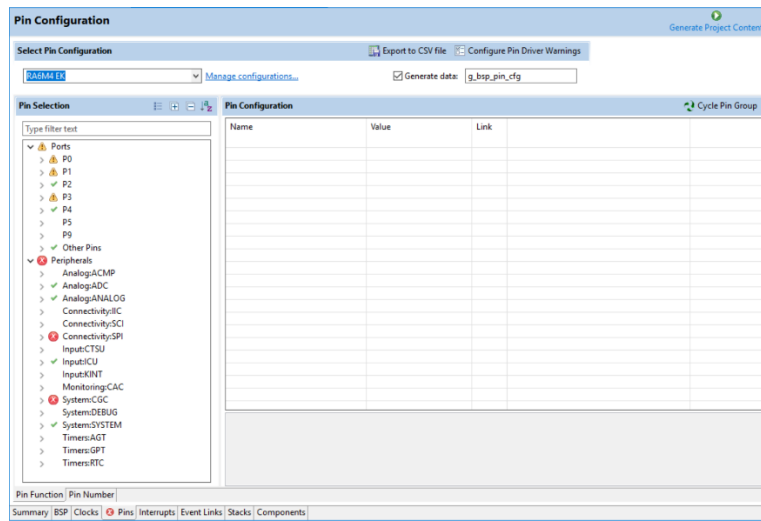 Pin Configuration
Generate Project Content
Select Pin Configuration
Export to CSV file
Configure Pin Driver Warnings
RA6M4 EK
Manage configurations...
Generate data:
g_bsp_pin_cfg
Pin Selection
Pin Configuration
Cycle Pin Group
Type filter text
Name Value Link
Ports
P0
P1
P2
P3
P4
P5
P9
Other Pins
Peripherals
Analog:ACMP
Analog:ADC
Analog:ANALOG
Connectivity:IIC
Connectivity:SCI
Connectivity:SPI
Input:CTSU
Input:ICU
Input:KINT
Monitoring:CAC
System:CGC
System:DEBUG
System:SYSTEM
Timers:AGT
Timers:GPT
Timers:RTC
Pin Function Pin Number
Summary BSP Clocks Pins Interrupts Event Links Stacks Components